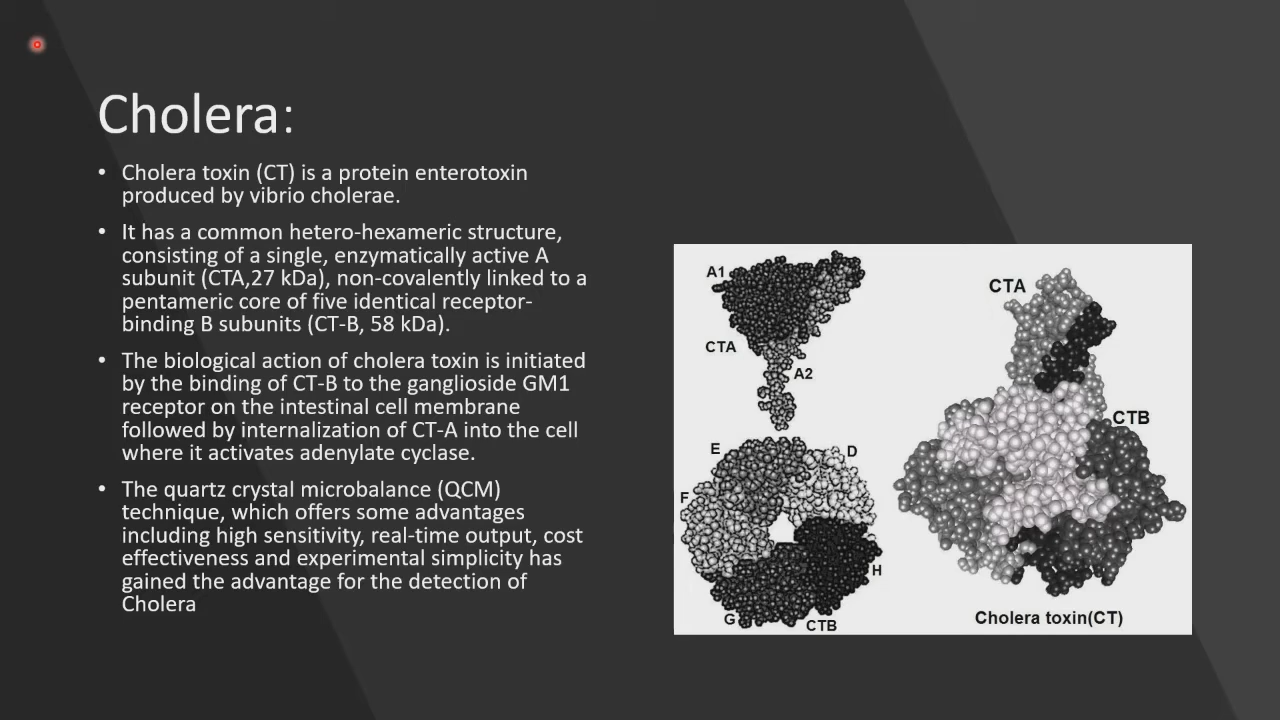 Cholera:
• Cholera toxin (CT) is a protein enterotoxin
produced by vibrio cholerae.
• It has a common hetero-hexameric structure,
consisting of a single, enzymatically active A
subunit (CTA,27 kDa), non-covalently linked to a
pentameric core of five identical receptor-
binding B subunits (CT-B, 58 kDa).
• The biological action of cholera toxin is initiated
by the binding of CT-B to the ganglioside GM1
receptor on the intestinal cell membrane
followed by internalization of CT-A into the cell
where it activates adenylate cyclase.
• The quartz crystal microbalance (QCM)
technique, which offers some advantages
including high sensitivity, real-time output, cost
effectiveness and experimental simplicity has
gained the advantage for the detection of
Cholera
A1
CTA
A2
E
D
F
H
G
CTB
CTA
CTB
Cholera toxin(CT)